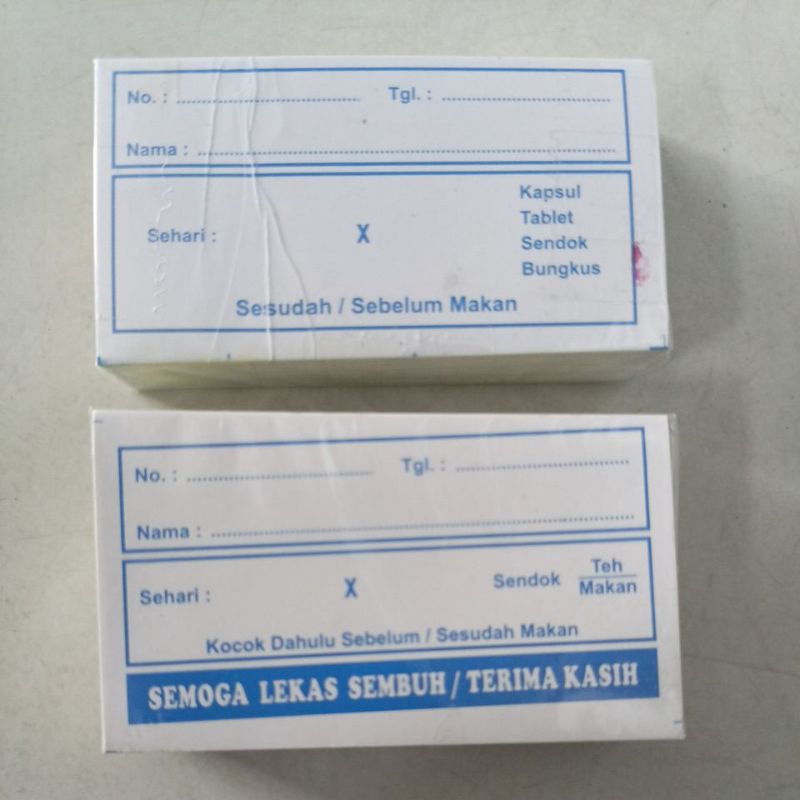 No. : ........................ Tgl. : ........................
Nama : ........................................................
Kapsul
Tablet
Sehari : X Sendok
Bungkus
Sesudah / Sebelum Makan
No. : ........................ Tgl. : ........................
Nama : ........................................................
Sehari : X Sendok Teh
Makan
Kocok Dahulu Sebelum / Sesudah Makan
SEMOGA LEKAS SEMBUH / TERIMA KASIH